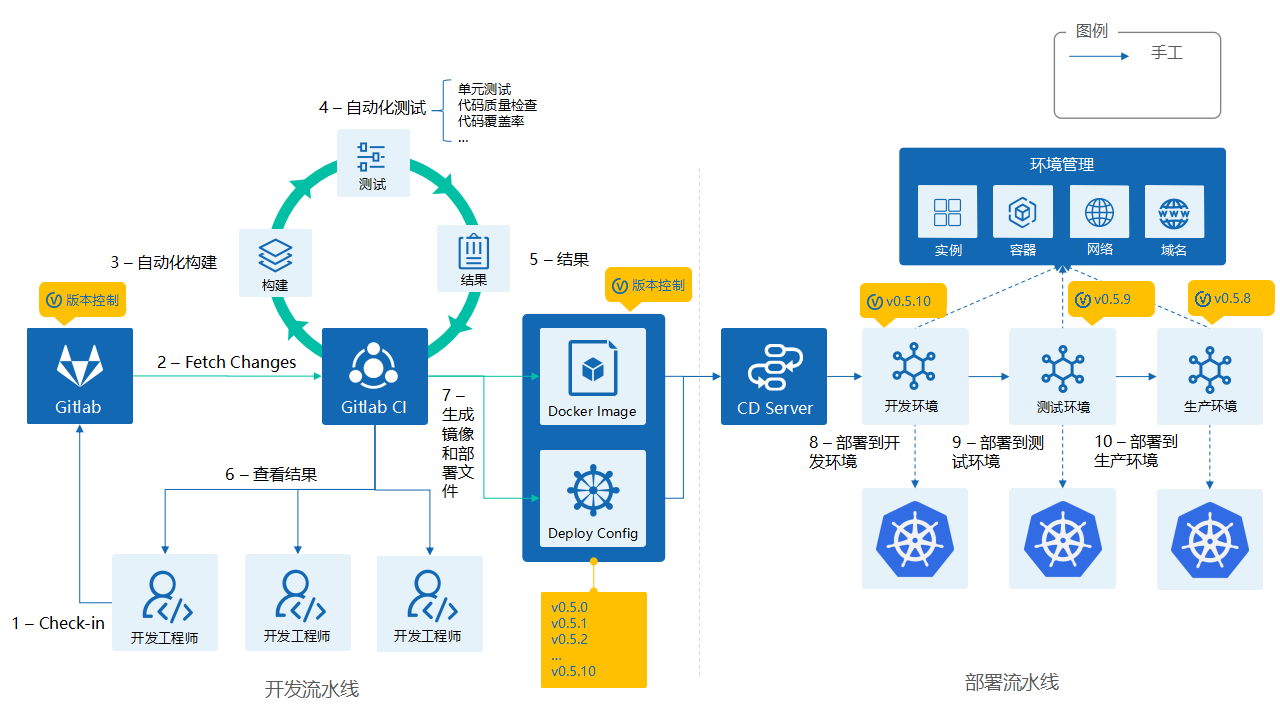 图例
手工
4 – 自动化测试
单元测试
代码质量检查
代码覆盖率
...
测试
3 – 自动化构建
构建
结果
5 – 结果
版本控制
版本控制
Gitlab
2 – Fetch Changes
Gitlab CI
7 –
生成
镜像
和部
署文
件
Docker Image
Deploy Config
6 – 查看结果
1 – Check-in
开发工程师
开发工程师
开发工程师
v0.5.0
v0.5.1
v0.5.2
...
v0.5.10
开发流水线
环境管理
实例
容器
网络
域名
WWW
v0.5.10
v0.5.9
v0.5.8
CD Server
开发环境
测试环境
生产环境
8 – 部署到开
发环境
9 – 部署到测
试环境
10 – 部署到
生产环境
部署流水线